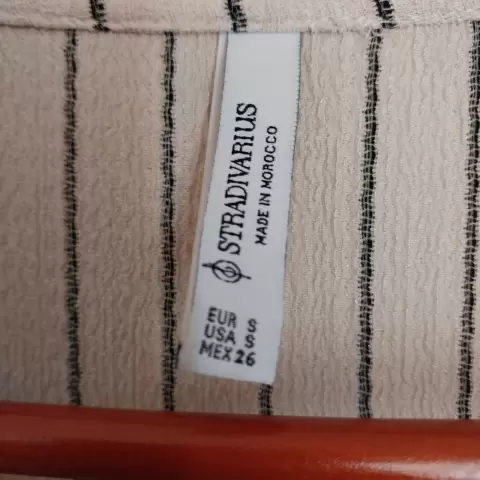 STRADIVARIUS
MADE IN MOROCCO
EUR S
USA S
MEX 26